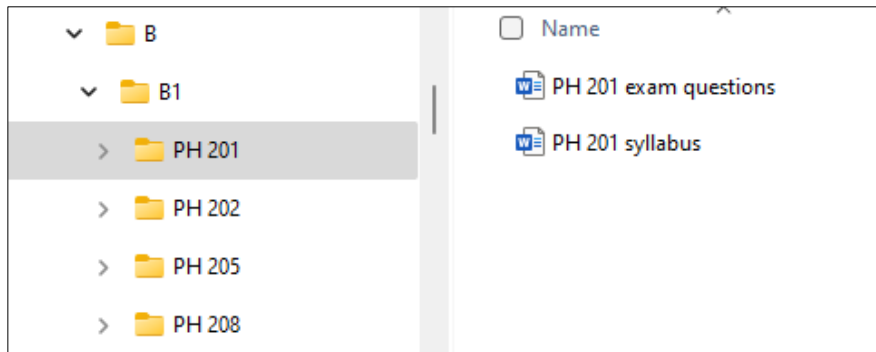 B
B1
PH 201
PH 202
PH 205
PH 208
Name
PH 201 exam questions
PH 201 syllabus